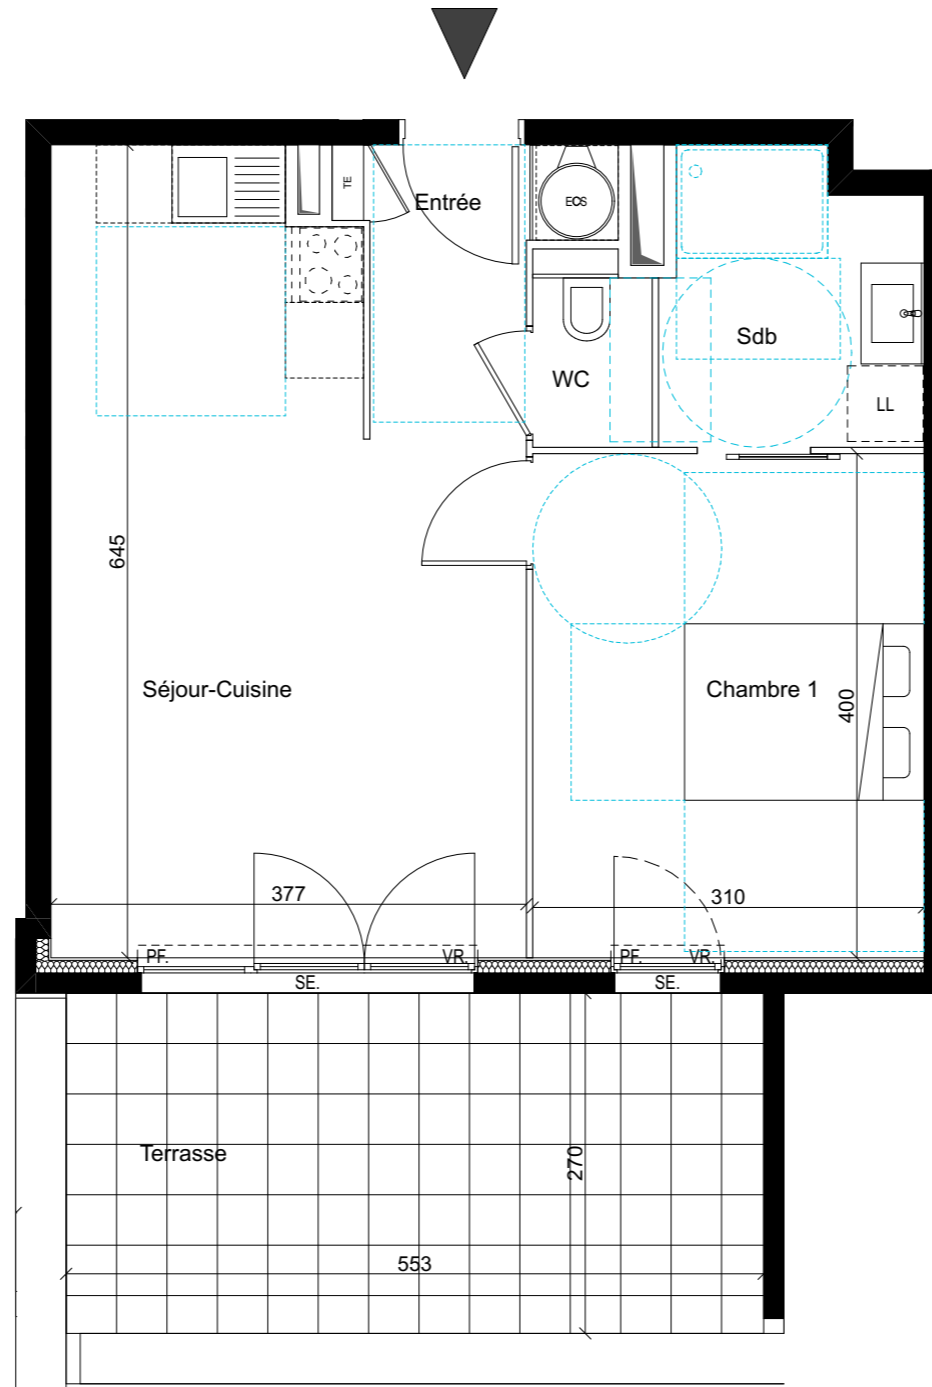 TE
Entrée
EOS
Sdb
WC
LL
645
Séjour-Cuisine
Chambre 1
400
377
310
PF.
VR.
PF.
VR.
SE.
SE.
Terrasse
270
553